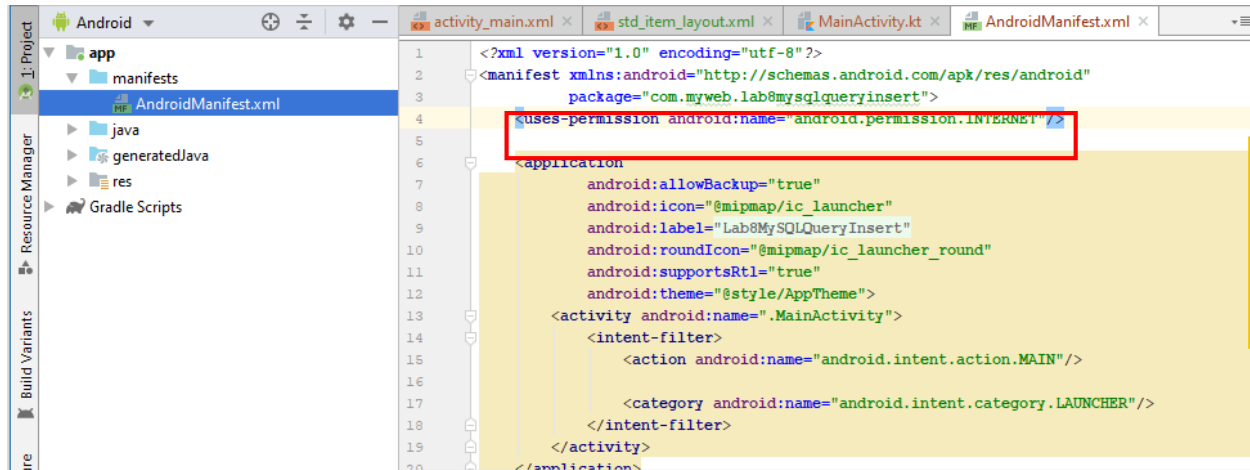 1: Project
Resource Manager
Build Variants
Android
app
manifests
AndroidManifest.xml
java
generatedJava
res
Gradle Scripts
activity_main.xml
std_item_layout.xml
MainActivity.kt
AndroidManifest.xml
1 <?xml version="1.0" encoding="utf-8"?>
2 <manifest xmlns:android="http://schemas.android.com/apk/res/android"
3 package="com.myweb.lab8mysqlqueryinsert">
4 <uses-permission android:name="android.permission.INTERNET"/>
5
6 <application
7 android:allowBackup="true"
8 android:icon="@mipmap/ic_launcher"
9 android:label="Lab8MySQLQueryInsert"
10 android:roundIcon="@mipmap/ic_launcher_round"
11 android:supportsRtl="true"
12 android:theme="@style/AppTheme">
13 <activity android:name=".MainActivity">
14 <intent-filter>
15 <action android:name="android.intent.action.MAIN"/>
16
17 <category android:name="android.intent.category.LAUNCHER"/>
18 </intent-filter>
19 </activity>
20 </application>